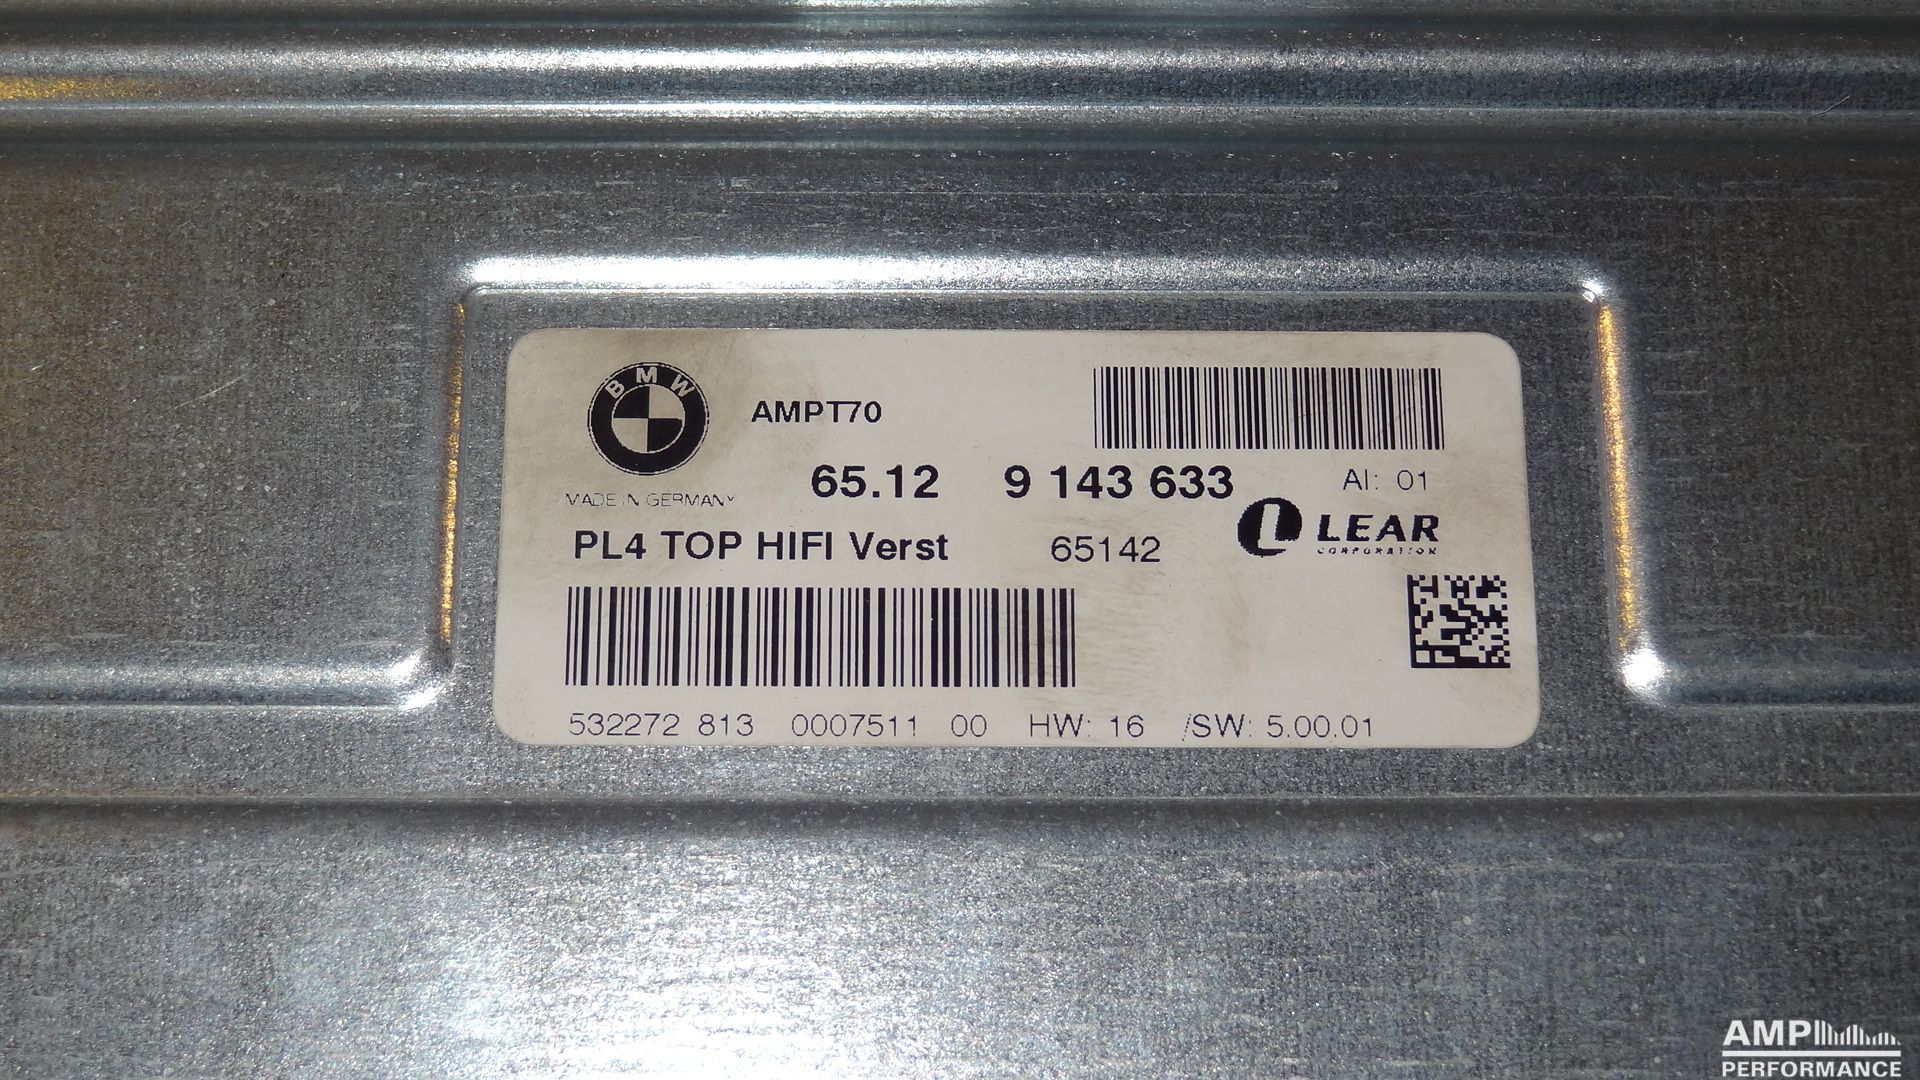 BMW
AMPT70
65.12 9 143 633 AI: 01
MADE IN GERMANY
LEAR
CORPORATION
PL4 TOP HIFI Verst 65142
532272 813 0007511 00 HW: 16 /SW: 5.00.01
AMP
PERFORMANCE